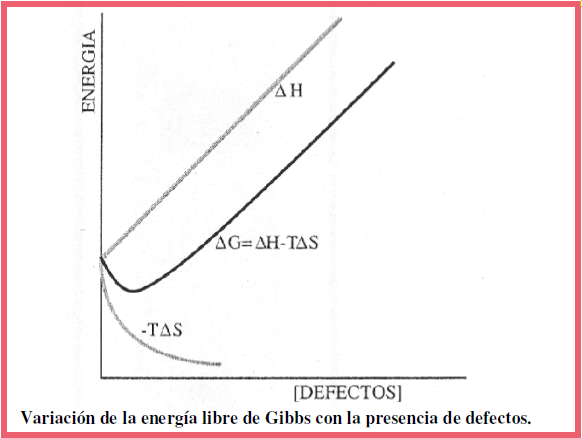 ENERGIA
ΔH
ΔG=ΔH-TΔS
-TΔS
[DEFECTOS]
Variación de la energía libre de Gibbs con la presencia de defectos.